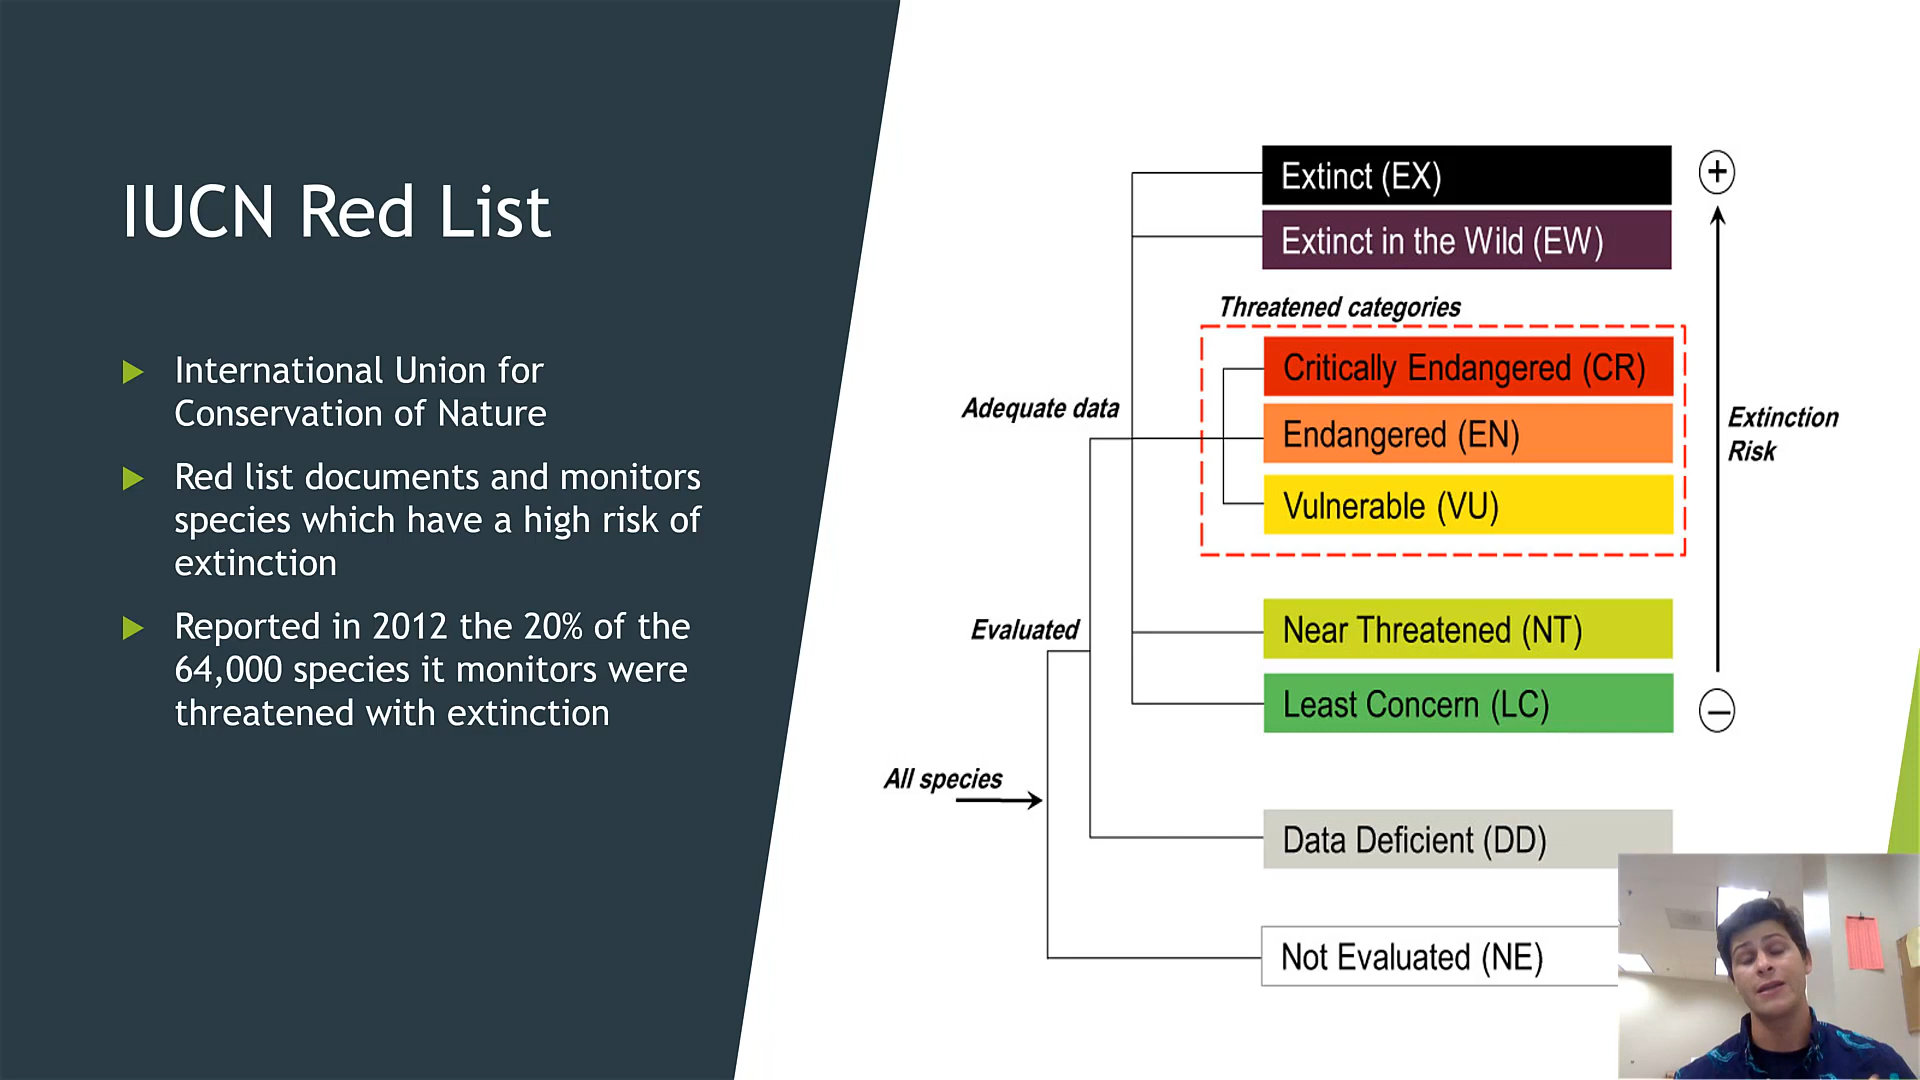 IUCN Red List
International Union for
Conservation of Nature
Red list documents and monitors
species which have a high risk of
extinction
Reported in 2012 the 20% of the
64,000 species it monitors were
threatened with extinction
Extinct (EX)
Extinct in the Wild (EW)
Threatened categories
Critically Endangered (CR)
Adequate data
Endangered (EN)
Extinction
Risk
Vulnerable (VU)
Evaluated
Near Threatened (NT)
Least Concern (LC)
All species
Data Deficient (DD)
Not Evaluated (NE)